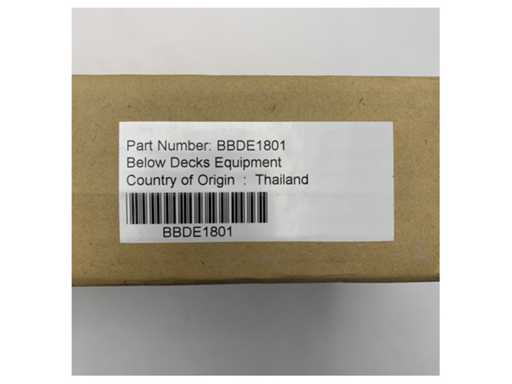 Part Number: BBDE1801
Below Decks Equipment
Country of Origin : Thailand
BBDE1801